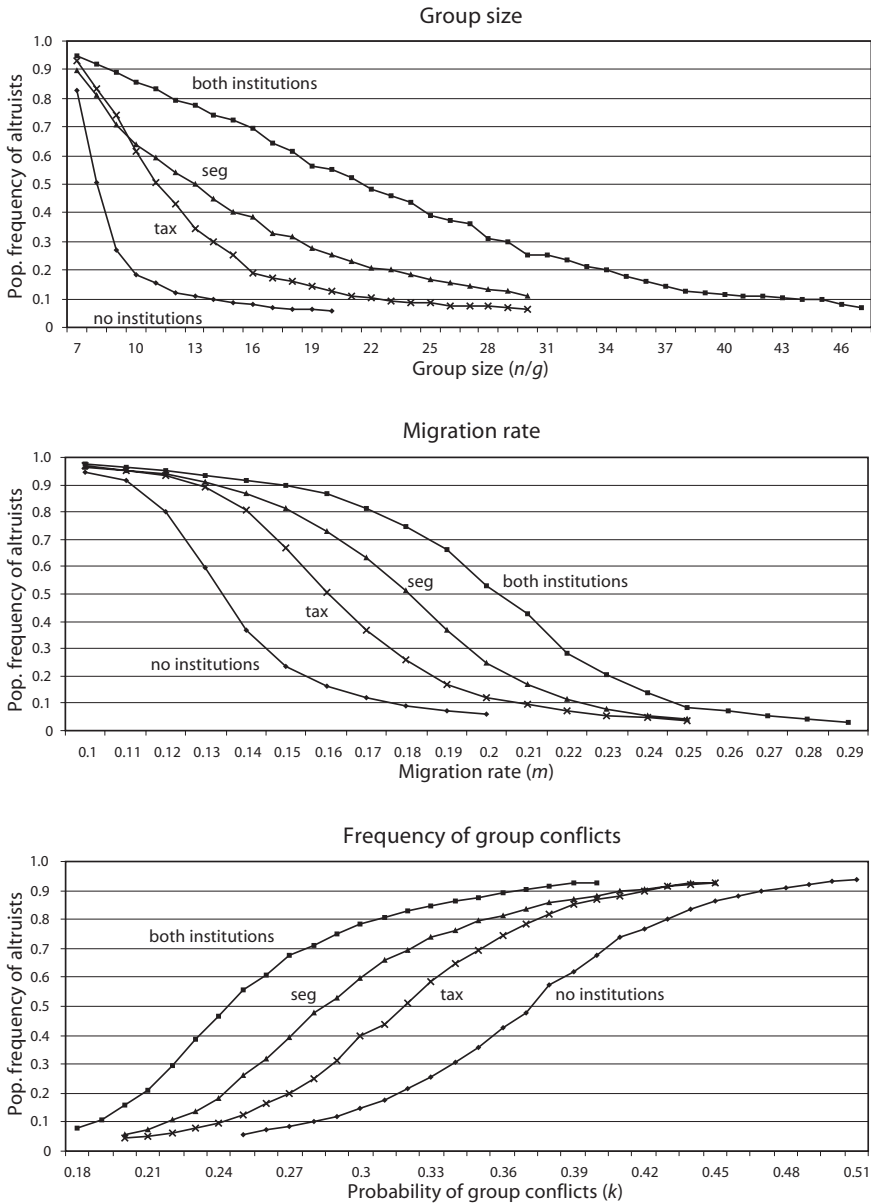 Group size
Pop. frequency of altruists
1.0
0.9
0.8
0.7
0.6
0.5
0.4
0.3
0.2
0.1
0
both institutions
seg
tax
no institutions
7 10 13 16 19 22 25 28 31 34 37 40 43 46
Group size (n/g)
Migration rate
Pop. frequency of altruists
1.0
0.9
0.8
0.7
0.6
0.5
0.4
0.3
0.2
0.1
0
seg
both institutions
tax
no institutions
0.1 0.11 0.12 0.13 0.14 0.15 0.16 0.17 0.18 0.19 0.2 0.21 0.22 0.23 0.24 0.25 0.26 0.27 0.28 0.29
Migration rate (m)
Frequency of group conflicts
Pop. frequency of altruists
1.0
0.9
0.8
0.7
0.6
0.5
0.4
0.3
0.2
0.1
0
both institutions
seg
tax
no institutions
0.18 0.21 0.24 0.27 0.3 0.33 0.36 0.39 0.42 0.45 0.48 0.51
Probability of group conflicts (k)